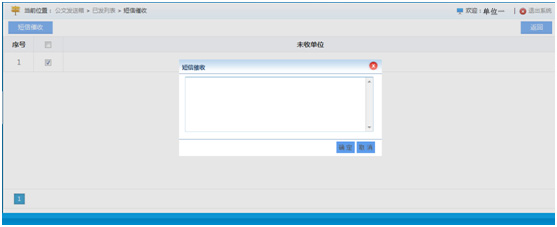 当前位置：公文发送箱 > 已发列表 > 短信催收 欢迎：单位一 | 退出系统
短信催收 返回
序号 未收单位
1
短信催收
确 定 取 消
1